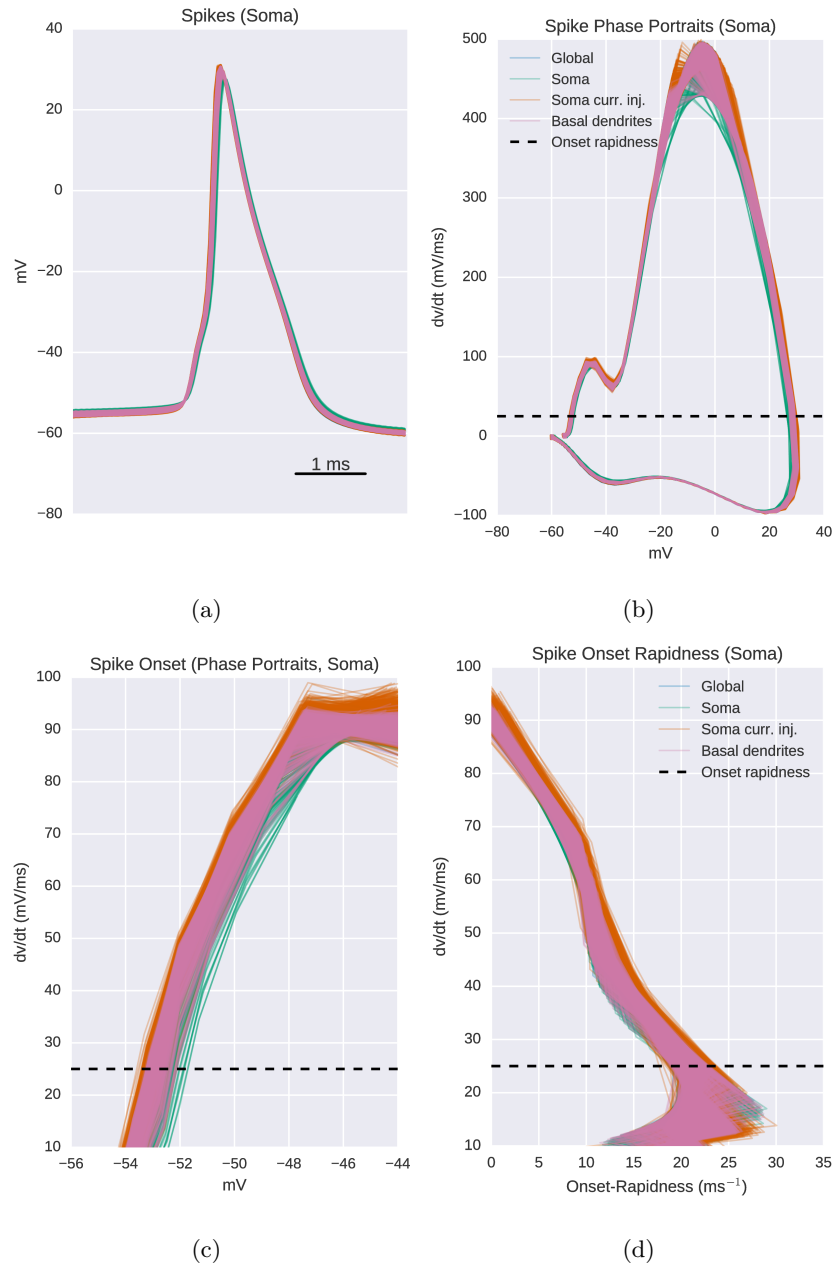 Spikes (Soma)
40
20
0
−20
−40
−60
−80
mV
1 ms
(a)
Spike Phase Portraits (Soma)
500
400
300
200
100
0
−100
dv/dt (mV/ms)
Global
Soma
Soma curr. inj.
Basal dendrites
Onset rapidness
−80
−60
−40
−20
0
20
40
mV
(b)
Spike Onset (Phase Portraits, Soma)
100
90
80
70
60
50
40
30
20
10
dv/dt (mV/ms)
−56
−54
−52
−50
−48
−46
−44
mV
(c)
Spike Onset Rapidness (Soma)
100
90
80
70
60
50
40
30
20
10
dv/dt (mV/ms)
Global
Soma
Soma curr. inj.
Basal dendrites
Onset rapidness
0
5
10
15
20
25
30
35
Onset-Rapidness (ms⁻¹)
(d)